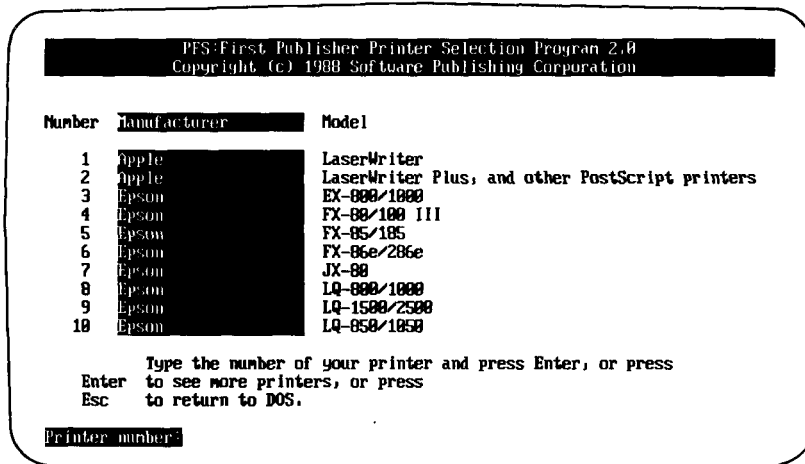 PFS:First Publisher Printer Selection Program 2.0
Copyright (c) 1988 Software Publishing Corporation
Number Manufacturer Model
1 Apple LaserWriter
2 Apple LaserWriter Plus, and other PostScript printers
3 Epson EX-800/1000
4 Epson FX-80/100 III
5 Epson FX-85/185
6 Epson FX-86e/286e
7 Epson JX-80
8 Epson LQ-800/1000
9 Epson LQ-1500/2500
10 Epson LQ-850/1050
Type the number of your printer and press Enter, or press
Enter to see more printers, or press
Esc to return to DOS.
Printer number: